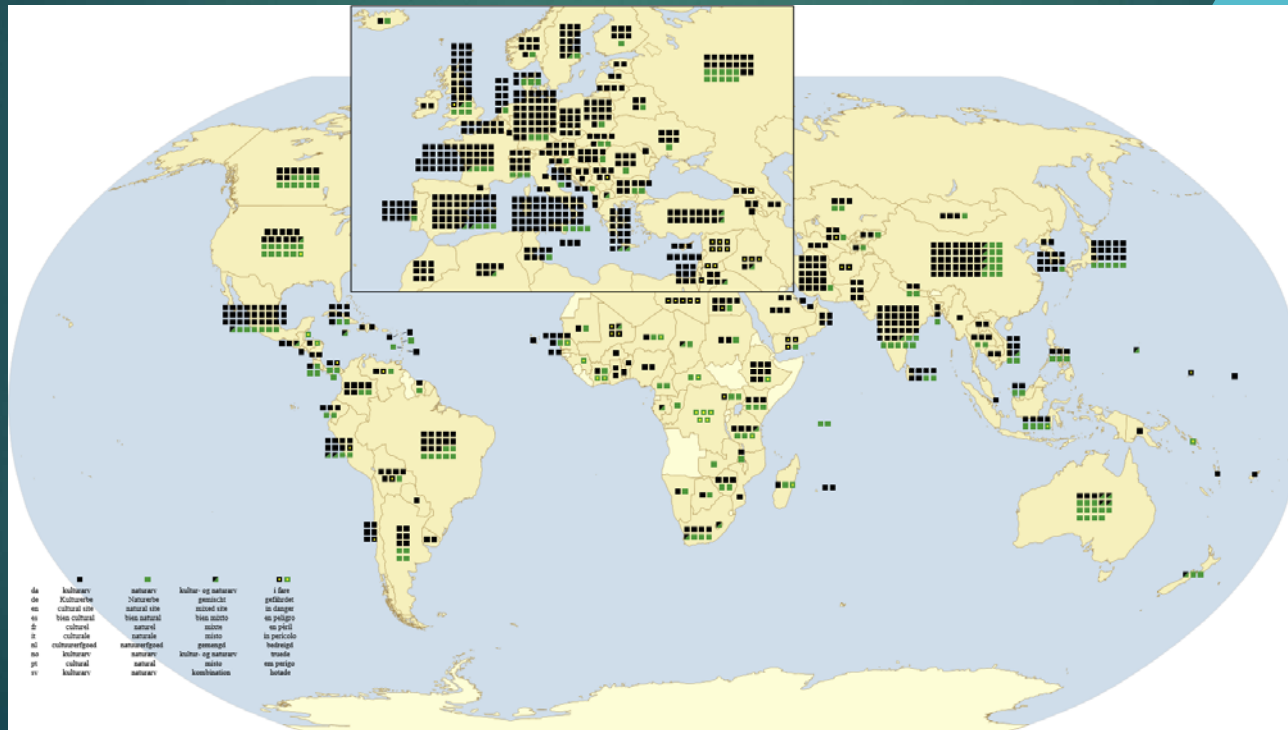 da kulturarv naturarv kultur- og naturarv i fare
de Kulturerbe Naturerbe gemischt gefährdet
en cultural site natural site mixed site in danger
es bien cultural bien natural bien mixto en peligro
fr culturel naturel mixte en péril
it culturale naturale misto in pericolo
nl cultuurerfgoed natuurerfgoed gemengd bedreigd
no kulturarv naturarv kultur- og naturarv truede
pt cultural natural misto em perigo
sv kulturarv naturarv kombination hotade